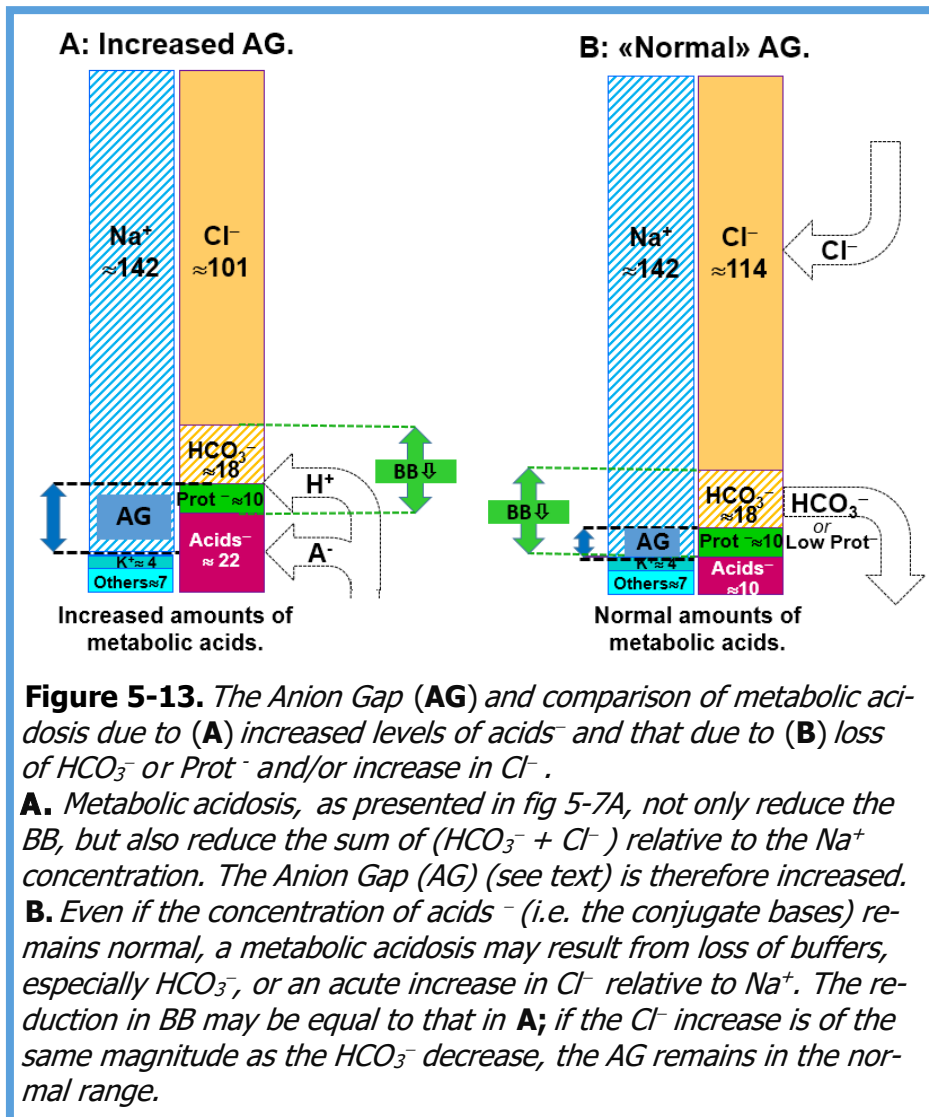 A: Increased AG.
B: «Normal» AG.
Na⁺
≈142
Cl⁻
≈101
HCO₃⁻
≈18
Prot ⁻≈10
Acids⁻
≈ 22
AG
K⁺≈ 4
Others≈7
BB⇩
H⁺
A⁻
Increased amounts of
metabolic acids.
Na⁺
≈142
Cl⁻
≈114
Cl⁻
BB⇩
HCO₃⁻
≈18
Prot ⁻≈10
Acids⁻
≈10
AG
K⁺≈ 4
Others≈7
HCO₃⁻
or
Low Prot⁻
Normal amounts of
metabolic acids.
Figure 5-13. The Anion Gap (AG) and comparison of metabolic aci-
dosis due to (A) increased levels of acids⁻ and that due to (B) loss
of HCO₃⁻ or Prot ⁻ and/or increase in Cl⁻ .
A. Metabolic acidosis, as presented in fig 5-7A, not only reduce the
BB, but also reduce the sum of (HCO₃⁻ + Cl⁻ ) relative to the Na⁺
concentration. The Anion Gap (AG) (see text) is therefore increased.
B. Even if the concentration of acids ⁻ (i.e. the conjugate bases) re-
mains normal, a metabolic acidosis may result from loss of buffers,
especially HCO₃⁻, or an acute increase in Cl⁻ relative to Na⁺. The re-
duction in BB may be equal to that in A; if the Cl⁻ increase is of the
same magnitude as the HCO₃⁻ decrease, the AG remains in the nor-
mal range.